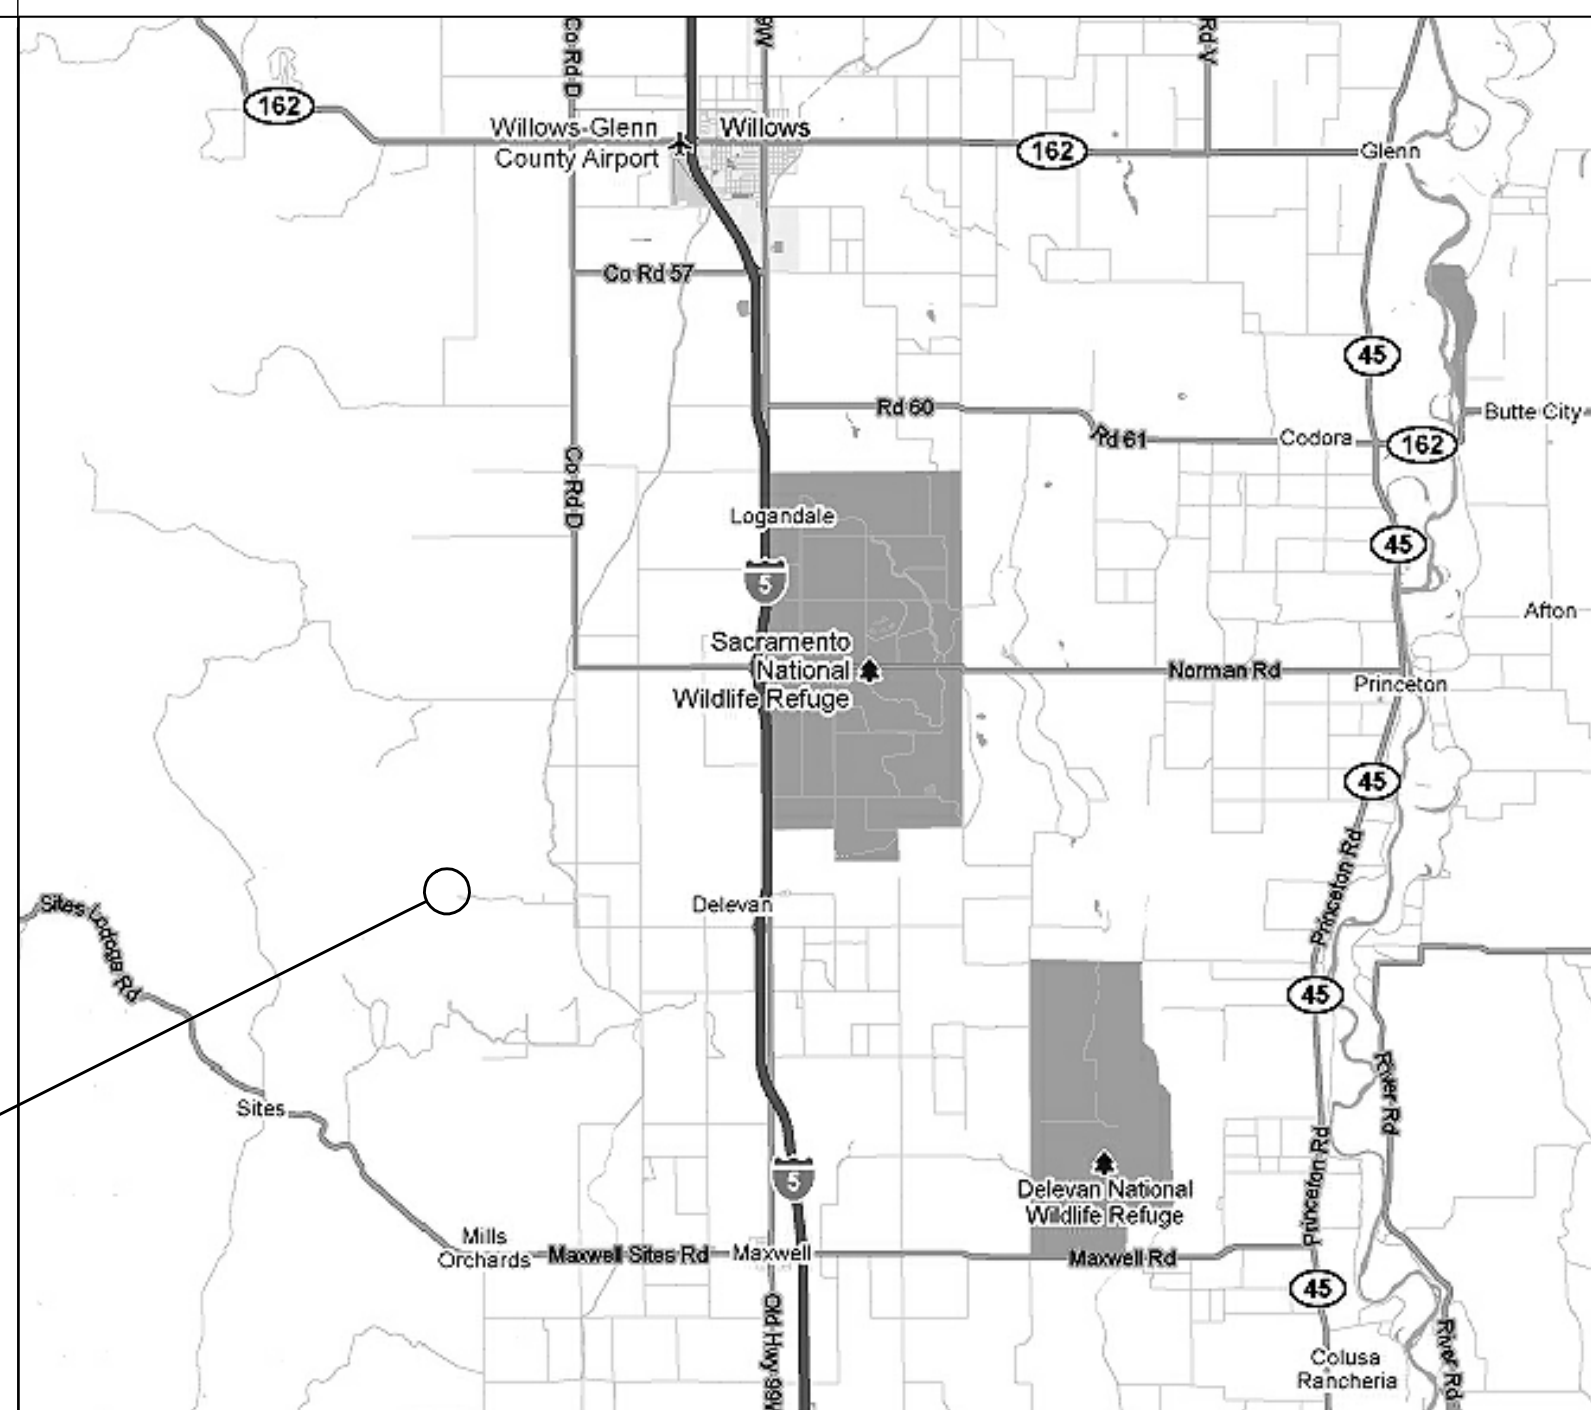 Co Rd D
9W
Rd V
162
Willows-Glenn
County Airport
Willows
162
Glenn
Co Rd 57
45
Rd 60
Butte City
Rd 61
Codora
162
Co Rd D
Logandale
45
5
Afton
Sacramento
National
Wildlife Refuge
Norman Rd
Princeton
45
Princeton Rd
Sites Lodoga Rd
Delevan
45
River Rd
Sites
Princeton Rd
5
Delevan National
Wildlife Refuge
Mills
Orchards
Maxwell Sites Rd
Maxwell
Maxwell Rd
45
Old Hwy 99W
River Rd
Colusa
Rancheria